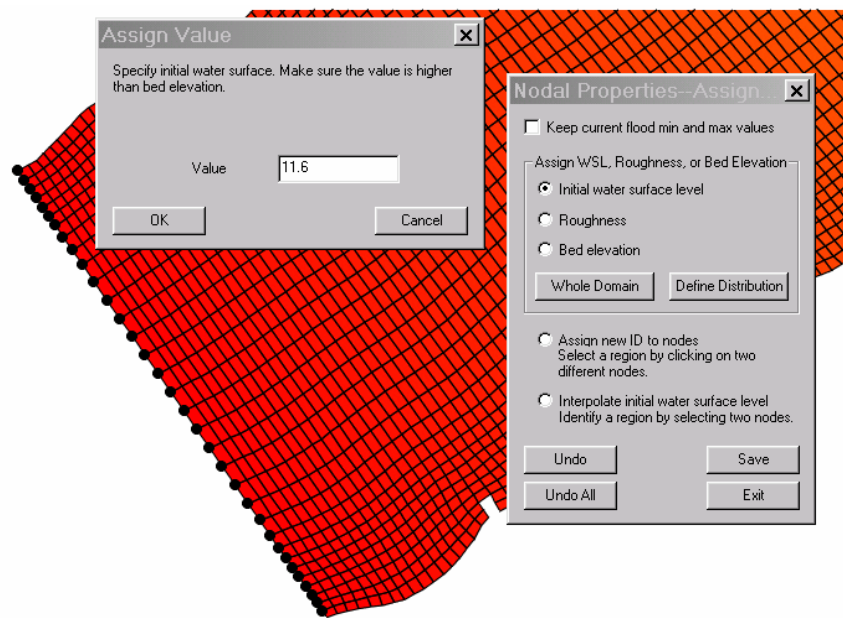 Assign Value
Specify initial water surface. Make sure the value is higher
than bed elevation.
Value
11.6
OK
Cancel
Nodal Properties--Assign...
Keep current flood min and max values
Assign WSL, Roughness, or Bed Elevation
Initial water surface level
Roughness
Bed elevation
Whole Domain
Define Distribution
Assign new ID to nodes
Select a region by clicking on two
different nodes.
Interpolate initial water surface level
Identify a region by selecting two nodes.
Undo
Save
Undo All
Exit